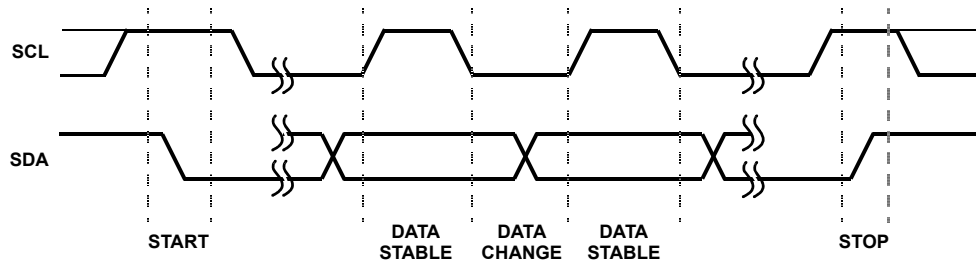 SCL
SDA
START
DATA
STABLE
DATA
CHANGE
DATA
STABLE
STOP